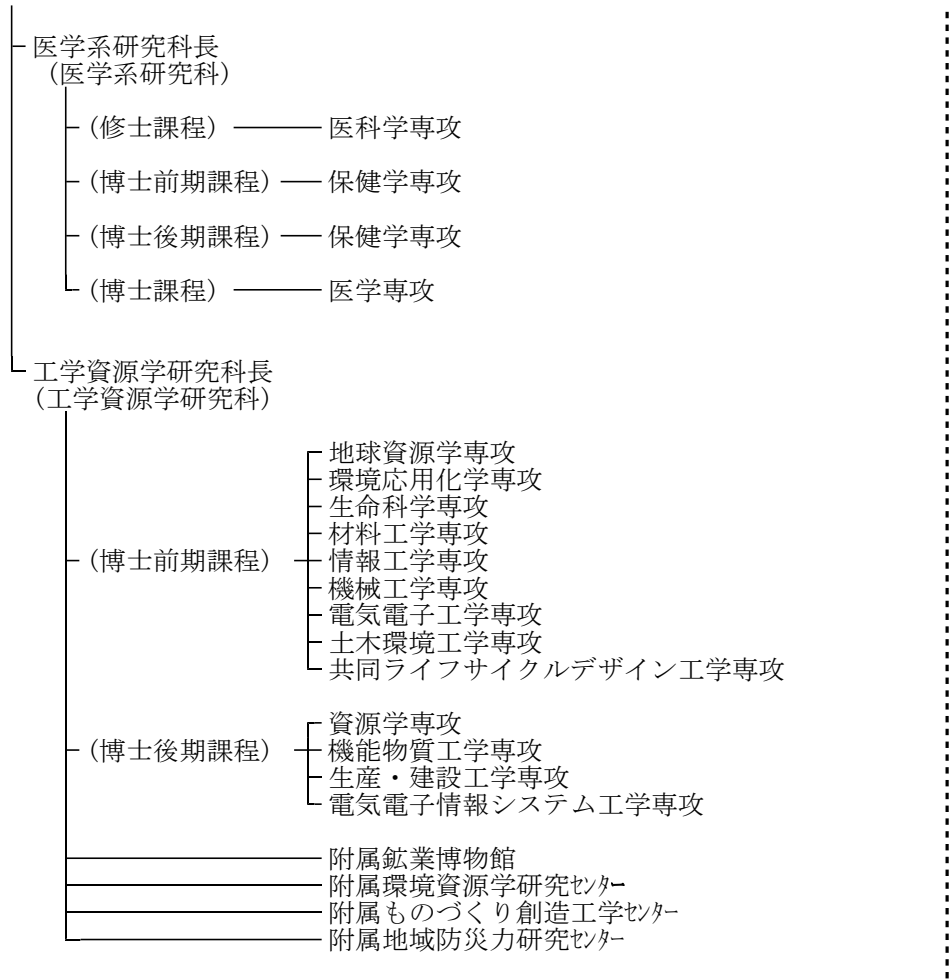 医学系研究科長
(医学系研究科)
(修士課程) 医科学専攻
(博士前期課程) 保健学専攻
(博士後期課程) 保健学専攻
(博士課程) 医学専攻
工学資源学研究科長
(工学資源学研究科)
地球資源学専攻
環境応用化学専攻
生命科学専攻
材料工学専攻
(博士前期課程) 情報工学専攻
機械工学専攻
電気電子工学専攻
土木環境工学専攻
共同ライフサイクルデザイン工学専攻
資源学専攻
(博士後期課程) 機能物質工学専攻
生産・建設工学専攻
電気電子情報システム工学専攻
附属鉱業博物館
附属環境資源学研究ｾﾝﾀｰ
附属ものづくり創造工学ｾﾝﾀｰ
附属地域防災力研究ｾﾝﾀｰ